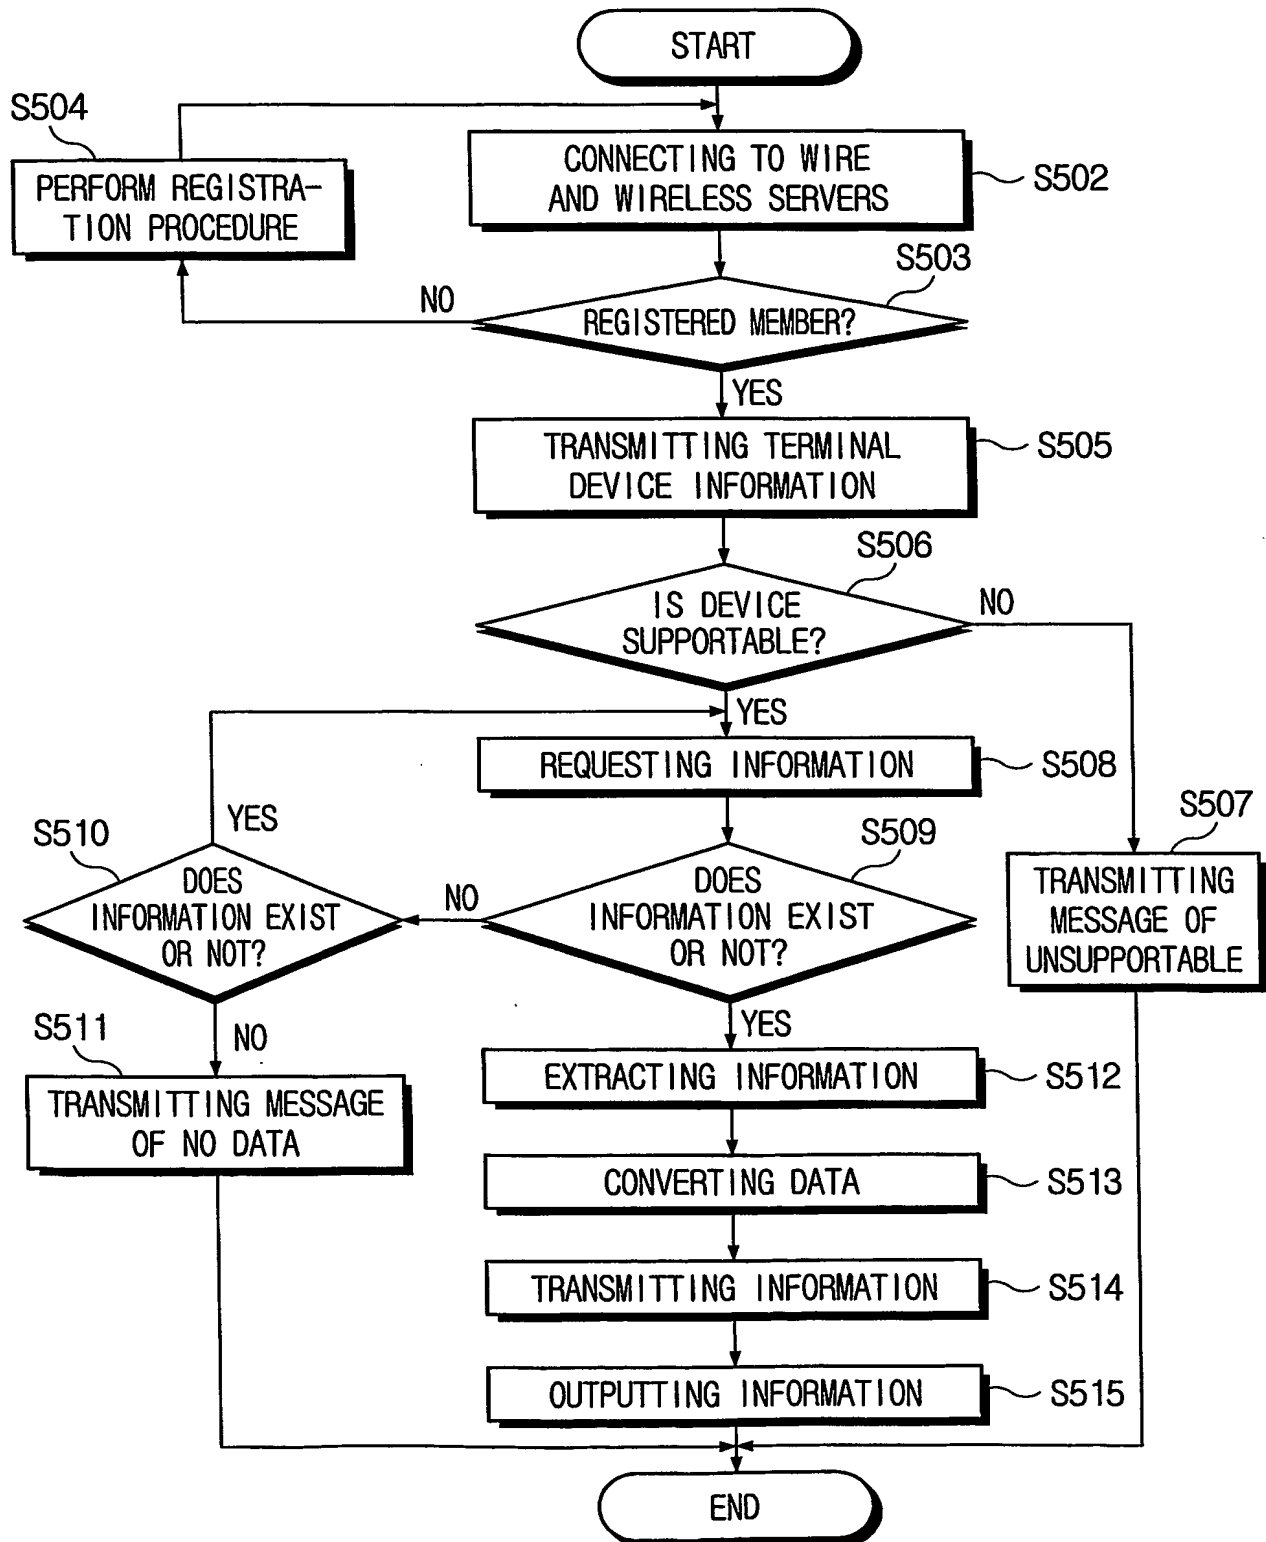 START
S504
PERFORM REGISTRA-
TION PROCEDURE
CONNECTING TO WIRE
AND WIRELESS SERVERS
S502
S503
NO
REGISTERED MEMBER?
YES
TRANSMITTING TERMINAL
DEVICE INFORMATION
S505
S506
IS DEVICE
SUPPORTABLE?
NO
YES
REQUESTING INFORMATION
S508
S507
TRANSMITTING
MESSAGE OF
UNSUPPORTABLE
YES
S510
DOES
INFORMATION EXIST
OR NOT?
NO
S509
DOES
INFORMATION EXIST
OR NOT?
NO
S511
TRANSMITTING MESSAGE
OF NO DATA
YES
EXTRACTING INFORMATION
S512
CONVERTING DATA
S513
TRANSMITTING INFORMATION
S514
OUTPUTTING INFORMATION
S515
END